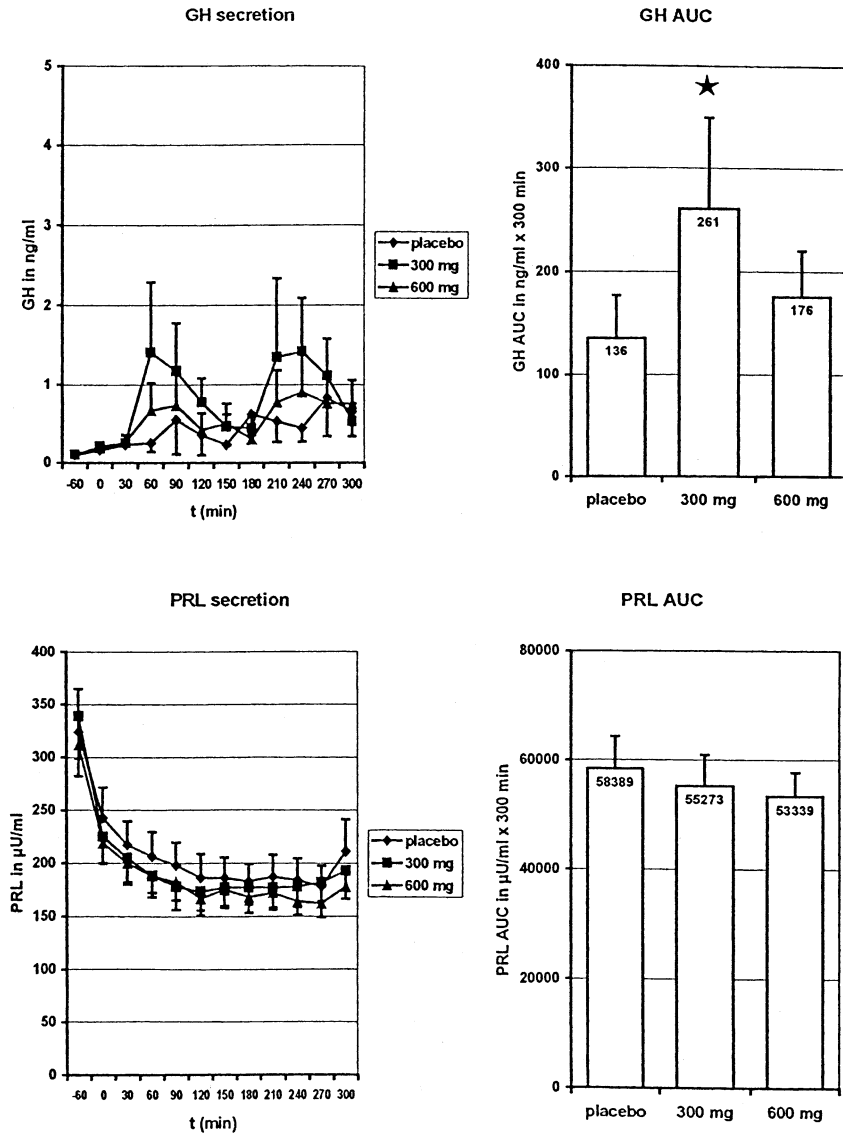 GH secretion
5
4
3
2
1
0
GH in ng/ml
-60 0 30 60 90 120 150 180 210 240 270 300
t (min)
placebo
300 mg
600 mg
GH AUC
400
300
200
100
0
GH AUC in ng/ml x 300 min
136
261
176
placebo 300 mg 600 mg
PRL secretion
400
350
300
250
200
150
100
50
0
PRL in µU/ml
-60 0 30 60 90 120 150 180 210 240 270 300
t (min)
placebo
300 mg
600 mg
PRL AUC
80000
60000
40000
20000
0
PRL AUC in µU/ml x 300 min
58389
55273
53339
placebo 300 mg 600 mg